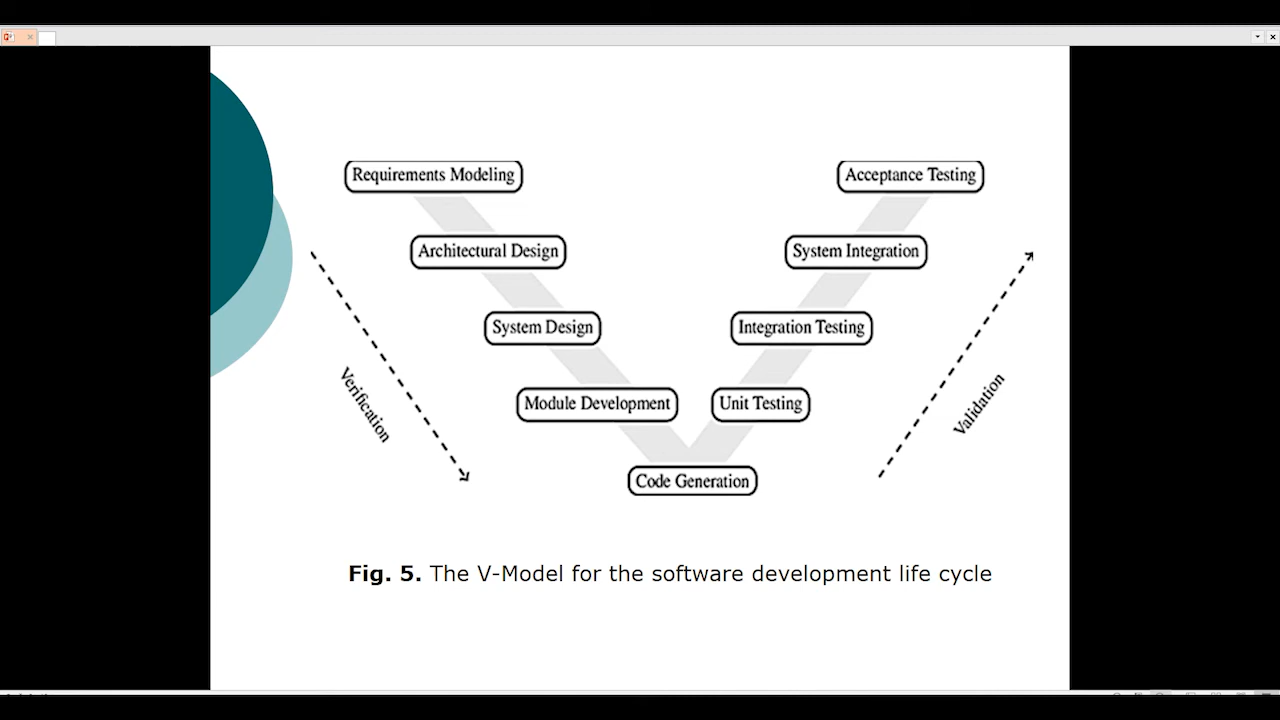 Requirements Modeling
Acceptance Testing
Architectural Design
System Integration
System Design
Integration Testing
Verification
Validation
Module Development
Unit Testing
Code Generation
Fig. 5. The V-Model for the software development life cycle